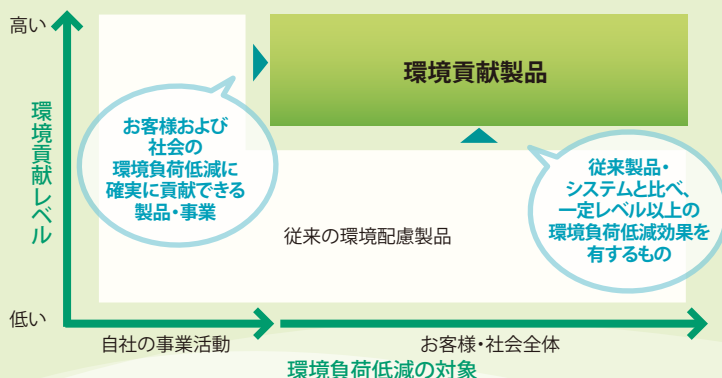 高い
環境貢献レベル
低い
環境貢献製品
お客様および
社会の
環境負荷低減に
確実に貢献できる
製品・事業
従来製品・
システムと比べ、
一定レベル以上の
環境負荷低減効果を
有するもの
従来の環境配慮製品
自社の事業活動
お客様・社会全体
環境負荷低減の対象